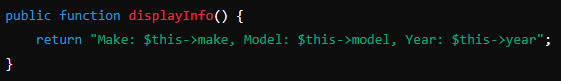 public function displayInfo() {
return "Make: $this->make, Model: $this->model, Year: $this->year";
}